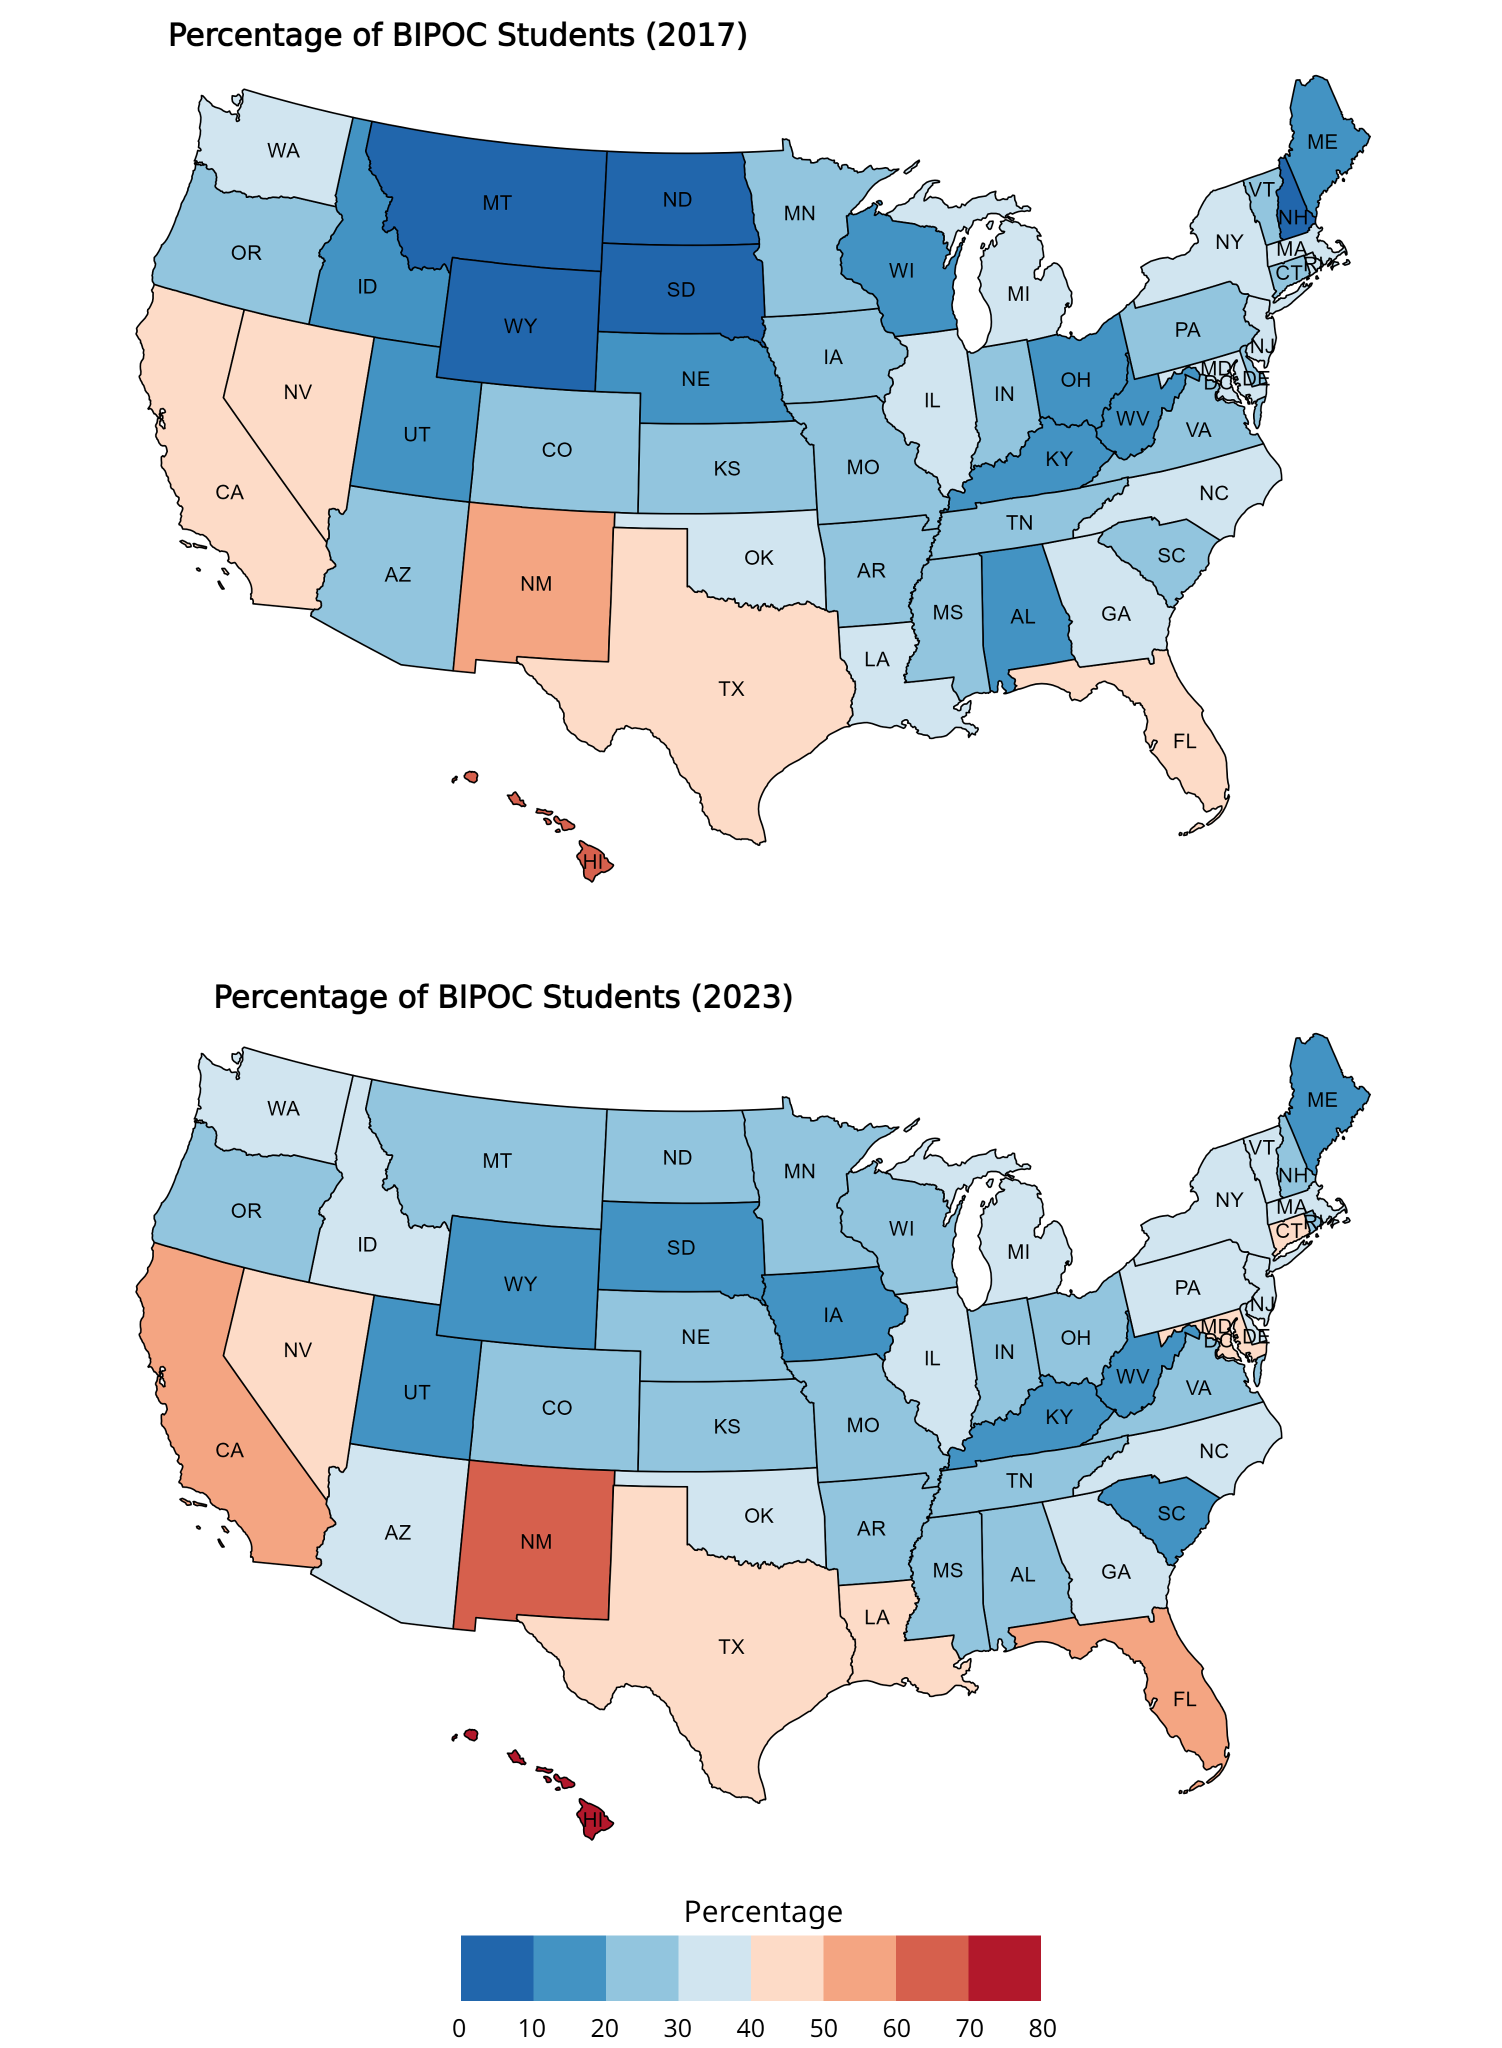 Percentage of BIPOC Students (2017)
WA
MT
ND
MN
ME
VT
NH
OR
ID
WY
SD
WI
MI
NY
MA
CT
RI
NV
UT
CO
NE
IA
IL
IN
OH
PA
NJ
MD
DE
DC
WV
VA
KY
CA
KS
MO
NC
TN
AZ
NM
OK
AR
SC
MS
AL
GA
TX
LA
FL
HI
Percentage of BIPOC Students (2023)
WA
MT
ND
MN
ME
VT
NH
OR
ID
WY
SD
WI
MI
NY
MA
CT
RI
NV
UT
CO
NE
IA
IL
IN
OH
PA
NJ
MD
DE
DC
WV
VA
KY
CA
KS
MO
NC
TN
AZ
NM
OK
AR
SC
MS
AL
GA
TX
LA
FL
HI
Percentage
0 10 20 30 40 50 60 70 80